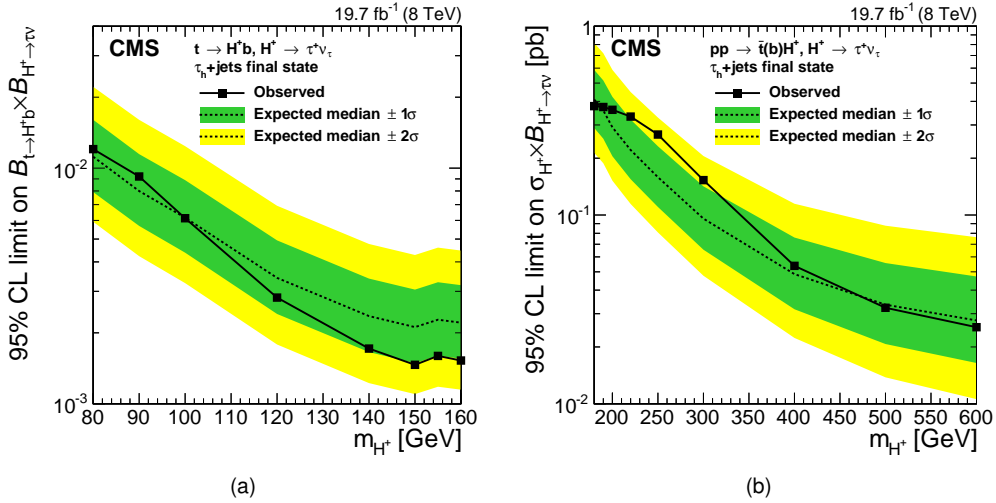 19.7 fb⁻¹ (8 TeV)
CMS
t → H⁺b, H⁺ → τ⁺ντ
τh+jets final state
Observed
Expected median ± 1σ
Expected median ± 2σ
95% CL limit on B t→H⁺b×B H⁺→τν
10⁻²
10⁻³
80 90 100 110 120 130 140 150 160
mH⁺ [GeV]
(a)
19.7 fb⁻¹ (8 TeV)
CMS
pp → t̄(b)H⁺, H⁺ → τ⁺ντ
τh+jets final state
Observed
Expected median ± 1σ
Expected median ± 2σ
95% CL limit on σH⁺×B H⁺→τν [pb]
1
10⁻¹
10⁻²
200 250 300 350 400 450 500 550 600
mH⁺ [GeV]
(b)